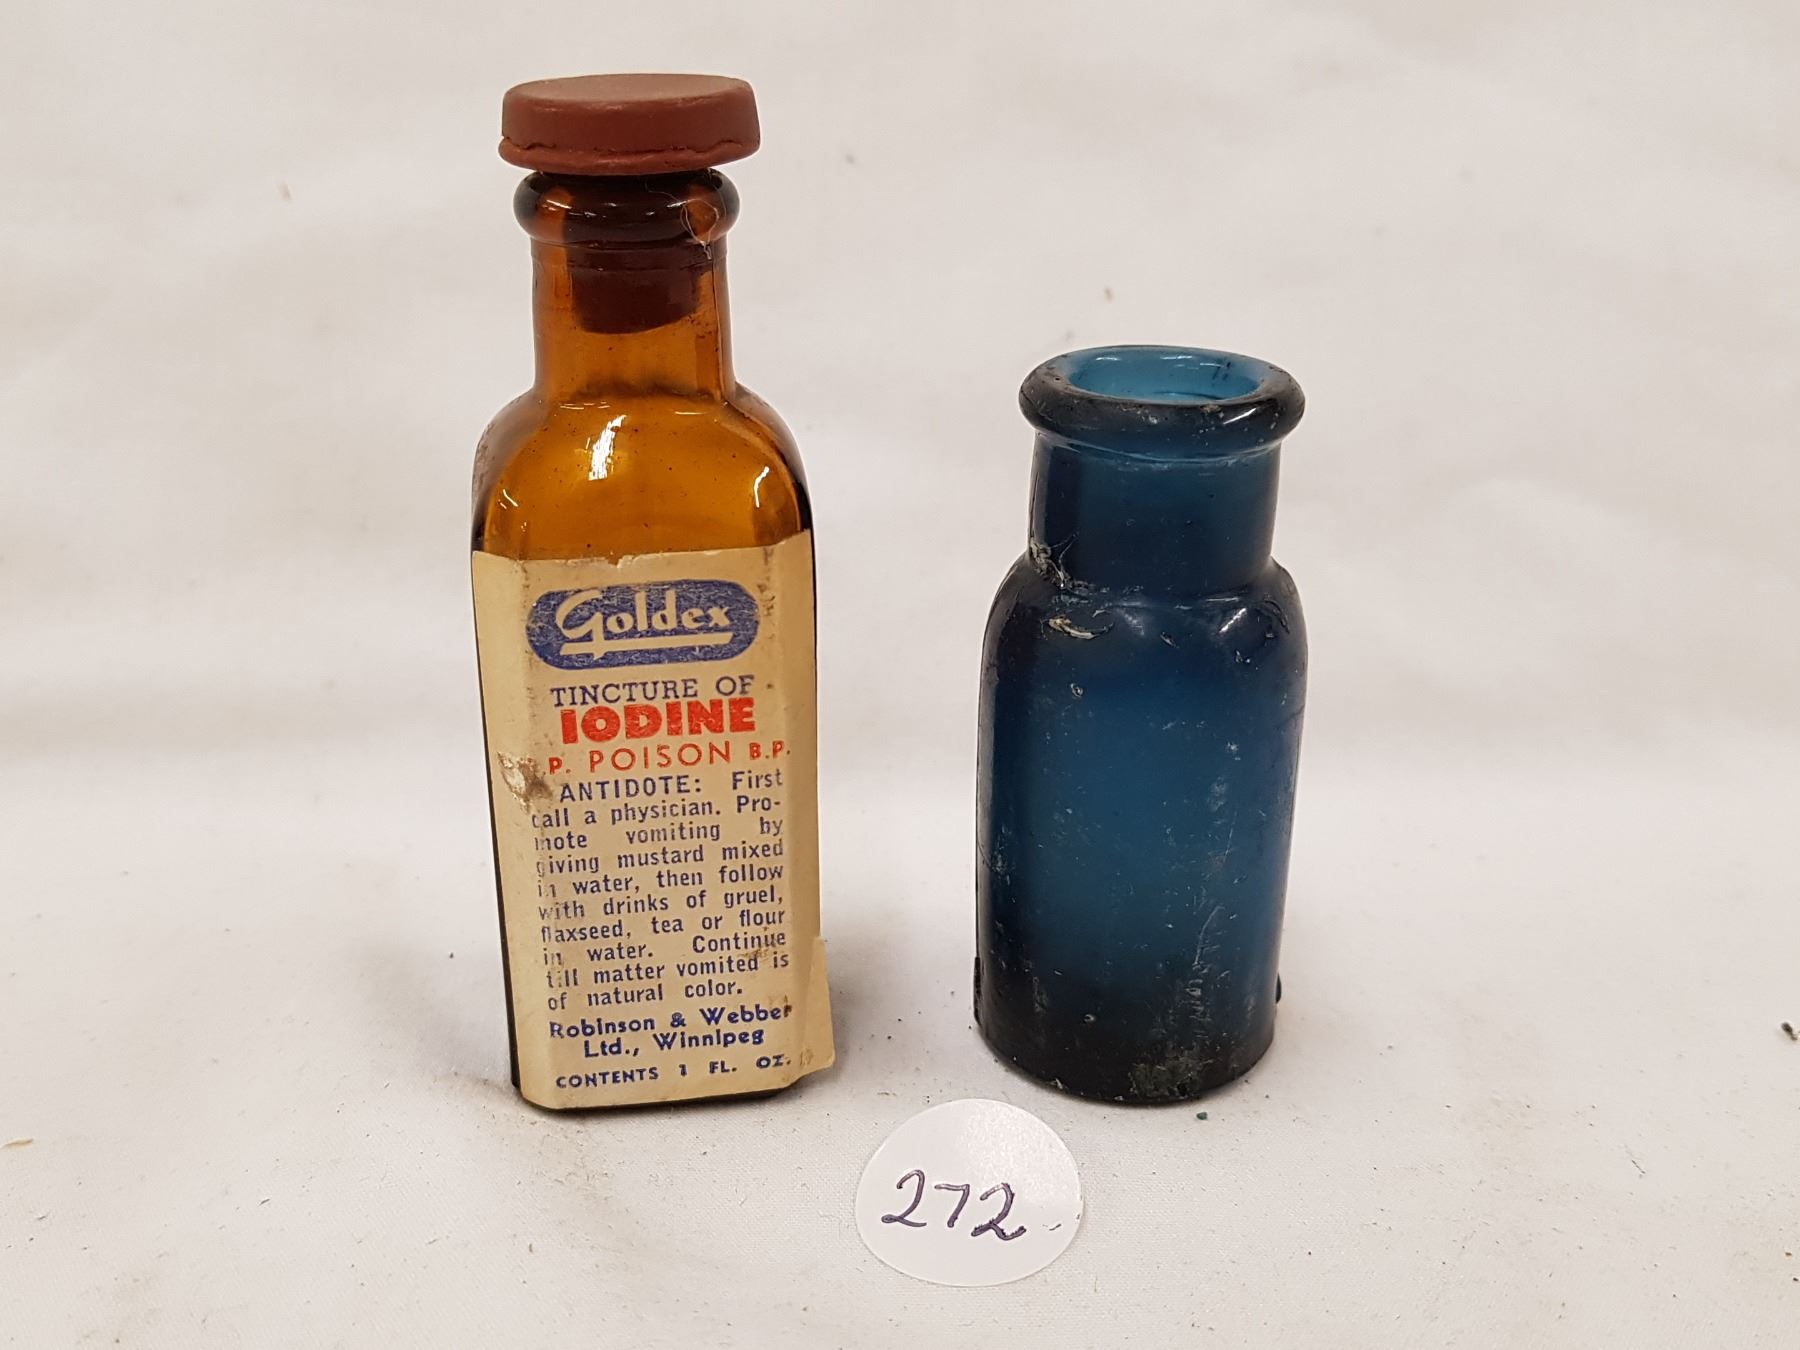 Goldex
TINCTURE OF
IODINE
P. POISON B.P.
ANTIDOTE: First
call a physician. Pro-
mote vomiting by
giving mustard mixed
in water, then follow
with drinks of gruel,
flaxseed, tea or flour
in water. Continue
till matter vomited is
of natural color.
Robinson & Webber
Ltd., Winnipeg
CONTENTS 1 FL. OZ.
272